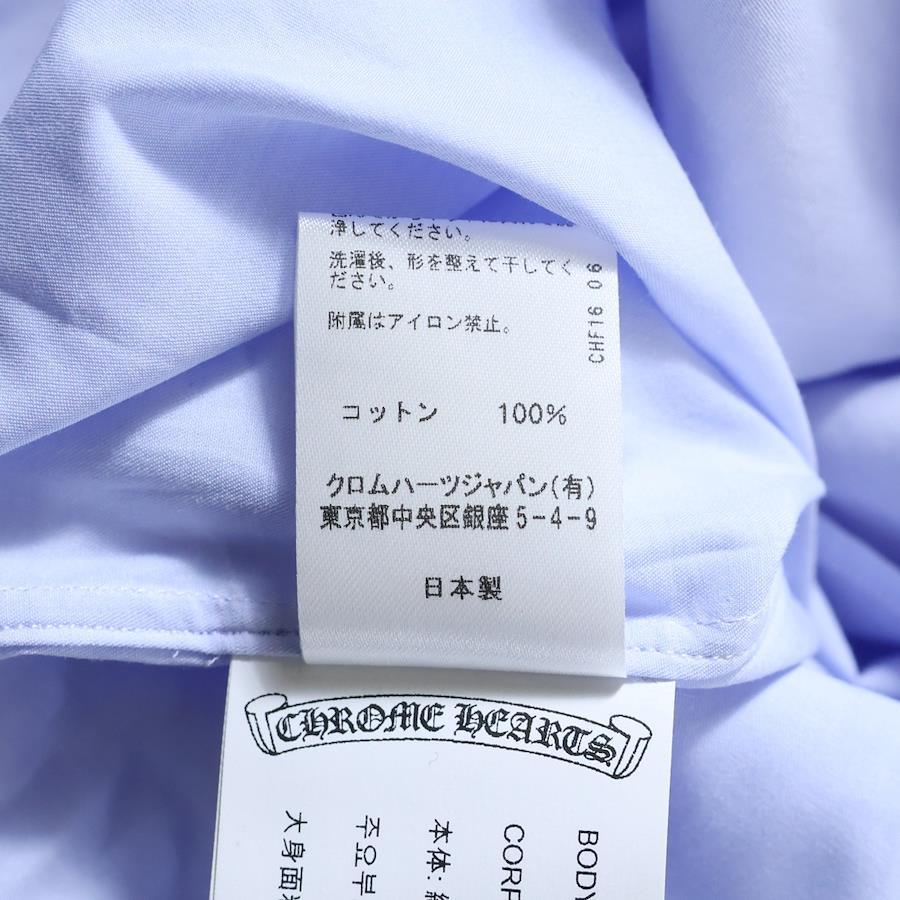 浄してください。
洗濯後、形を整えて干してく
ださい。
附属はアイロン禁止。
CHF16 06
コットン 100%
クロムハーツジャパン(有)
東京都中央区銀座5-4-9
日本製
CHROME HEARTS
BODY
CORP
本体:
주요부
大身面